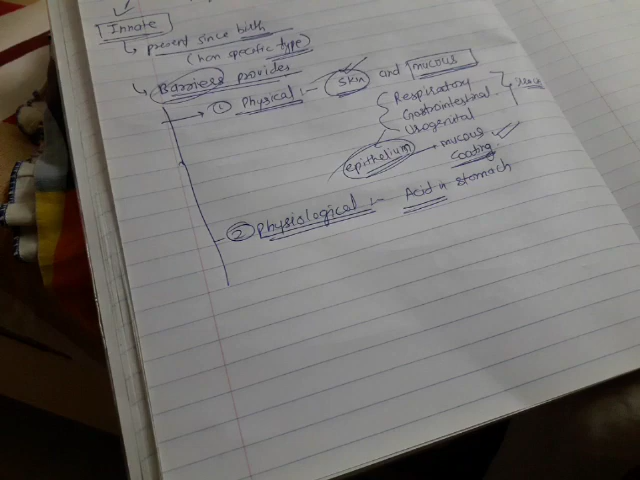 Innate
present since birth
(non specific type)
Barriers provides
① Physical :- Skin and mucous
Respiratory
Gastrointestinal
Urogenital
epithelium → mucous
Coating
② Physiological :- Acid in stomach